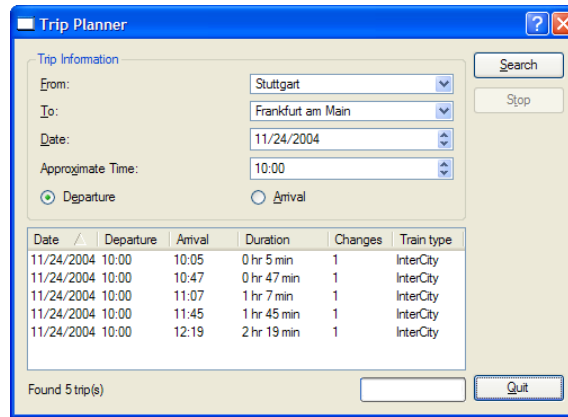 Trip Planner
Trip Information
From: Stuttgart
To: Frankfurt am Main
Date: 11/24/2004
Approximate Time: 10:00
Departure Arrival
Search
Stop
Date Departure Arrival Duration Changes Train type
11/24/2004 10:00 10:05 0 hr 5 min 1 InterCity
11/24/2004 10:00 10:47 0 hr 47 min 1 InterCity
11/24/2004 10:00 11:07 1 hr 7 min 1 InterCity
11/24/2004 10:00 11:45 1 hr 45 min 1 InterCity
11/24/2004 10:00 12:19 2 hr 19 min 1 InterCity
Found 5 trip(s)
Quit